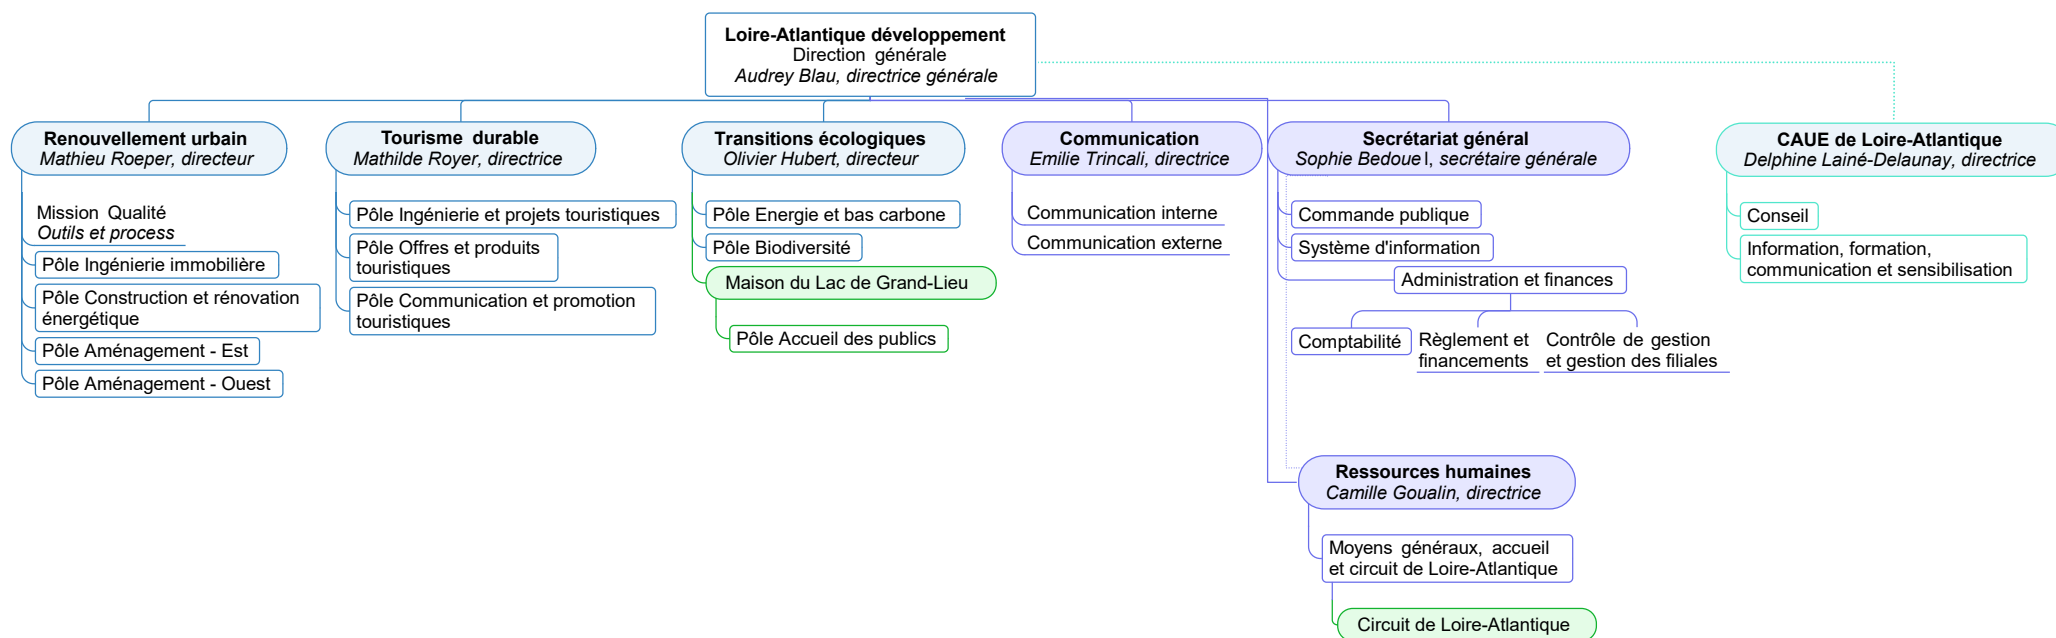 Loire-Atlantique développement
Direction générale
Audrey Blau, directrice générale
Renouvellement urbain
Mathieu Roeper, directeur
Mission Qualité
Outils et process
Pôle Ingénierie immobilière
Pôle Construction et rénovation
énergétique
Pôle Aménagement - Est
Pôle Aménagement - Ouest
Tourisme durable
Mathilde Royer, directrice
Pôle Ingénierie et projets touristiques
Pôle Offres et produits
touristiques
Pôle Communication et promotion
touristiques
Transitions écologiques
Olivier Hubert, directeur
Pôle Energie et bas carbone
Pôle Biodiversité
Maison du Lac de Grand-Lieu
Pôle Accueil des publics
Communication
Emilie Trincali, directrice
Communication interne
Communication externe
Secrétariat général
Sophie Bedouel, secrétaire générale
Commande publique
Système d'information
Administration et finances
Comptabilité
Règlement et
financements
Contrôle de gestion
et gestion des filiales
Ressources humaines
Camille Goualin, directrice
Moyens généraux, accueil
et circuit de Loire-Atlantique
Circuit de Loire-Atlantique
CAUE de Loire-Atlantique
Delphine Lainé-Delaunay, directrice
Conseil
Information, formation,
communication et sensibilisation